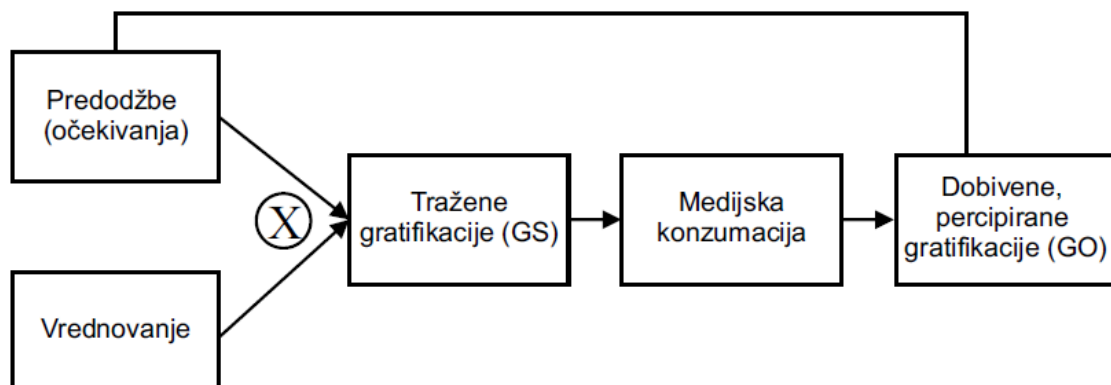 Predodžbe
(očekivanja)
X
Tražene
gratifikacije (GS)
Medijska
konzumacija
Dobivene,
percipirane
gratifikacije (GO)
Vrednovanje